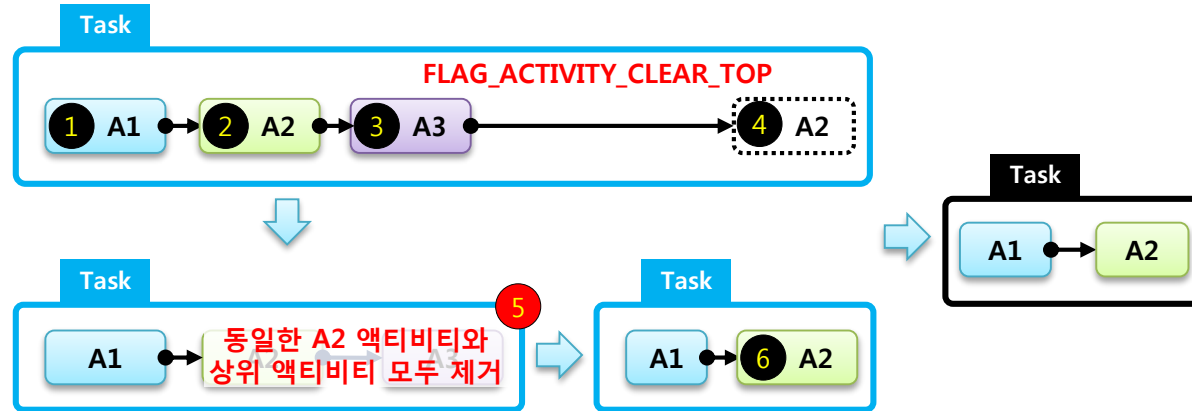 Task
FLAG_ACTIVITY_CLEAR_TOP
1 A1 2 A2 3 A3 4 A2
Task
A1 A2
Task
5
A1 A2 A3
동일한 A2 액티비티와
상위 액티비티 모두 제거
Task
A1 6 A2